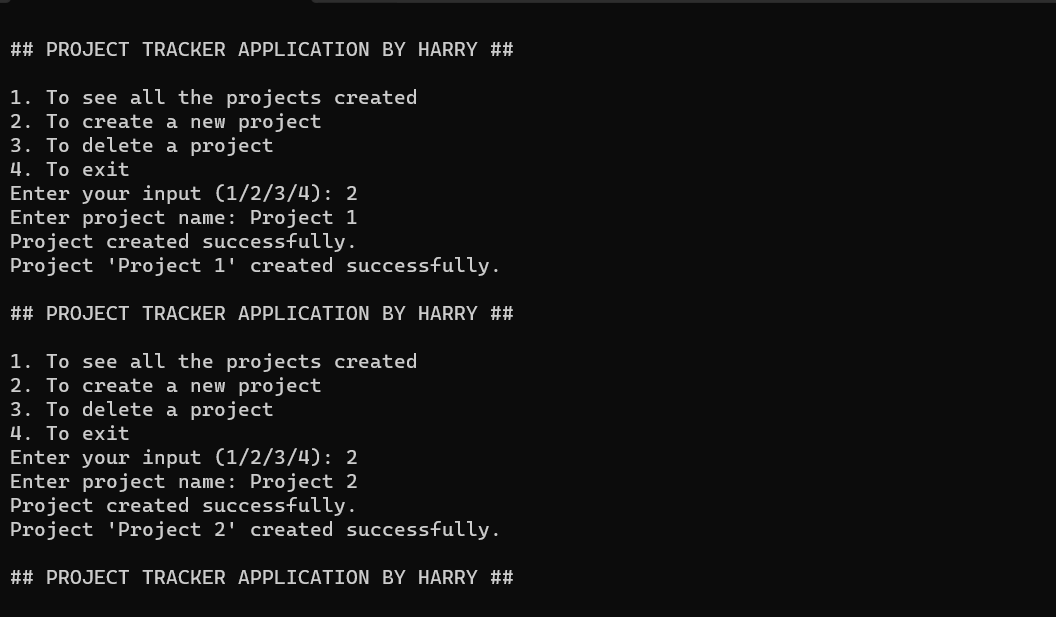 ## PROJECT TRACKER APPLICATION BY HARRY ##
1. To see all the projects created
2. To create a new project
3. To delete a project
4. To exit
Enter your input (1/2/3/4): 2
Enter project name: Project 1
Project created successfully.
Project 'Project 1' created successfully.
## PROJECT TRACKER APPLICATION BY HARRY ##
1. To see all the projects created
2. To create a new project
3. To delete a project
4. To exit
Enter your input (1/2/3/4): 2
Enter project name: Project 2
Project created successfully.
Project 'Project 2' created successfully.
## PROJECT TRACKER APPLICATION BY HARRY ##